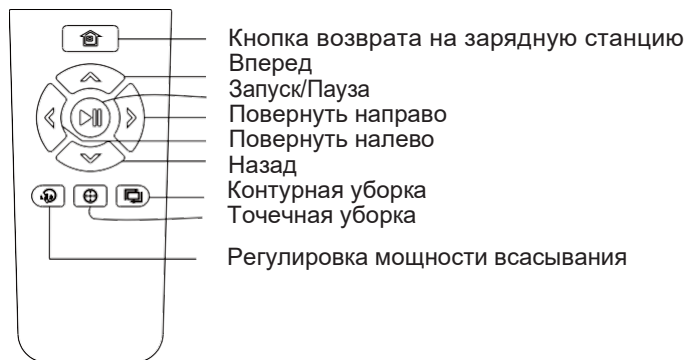 Кнопка возврата на зарядную станцию
Вперед
Запуск/Пауза
Повернуть направо
Повернуть налево
Назад
Контурная уборка
Точечная уборка
Регулировка мощности всасывания